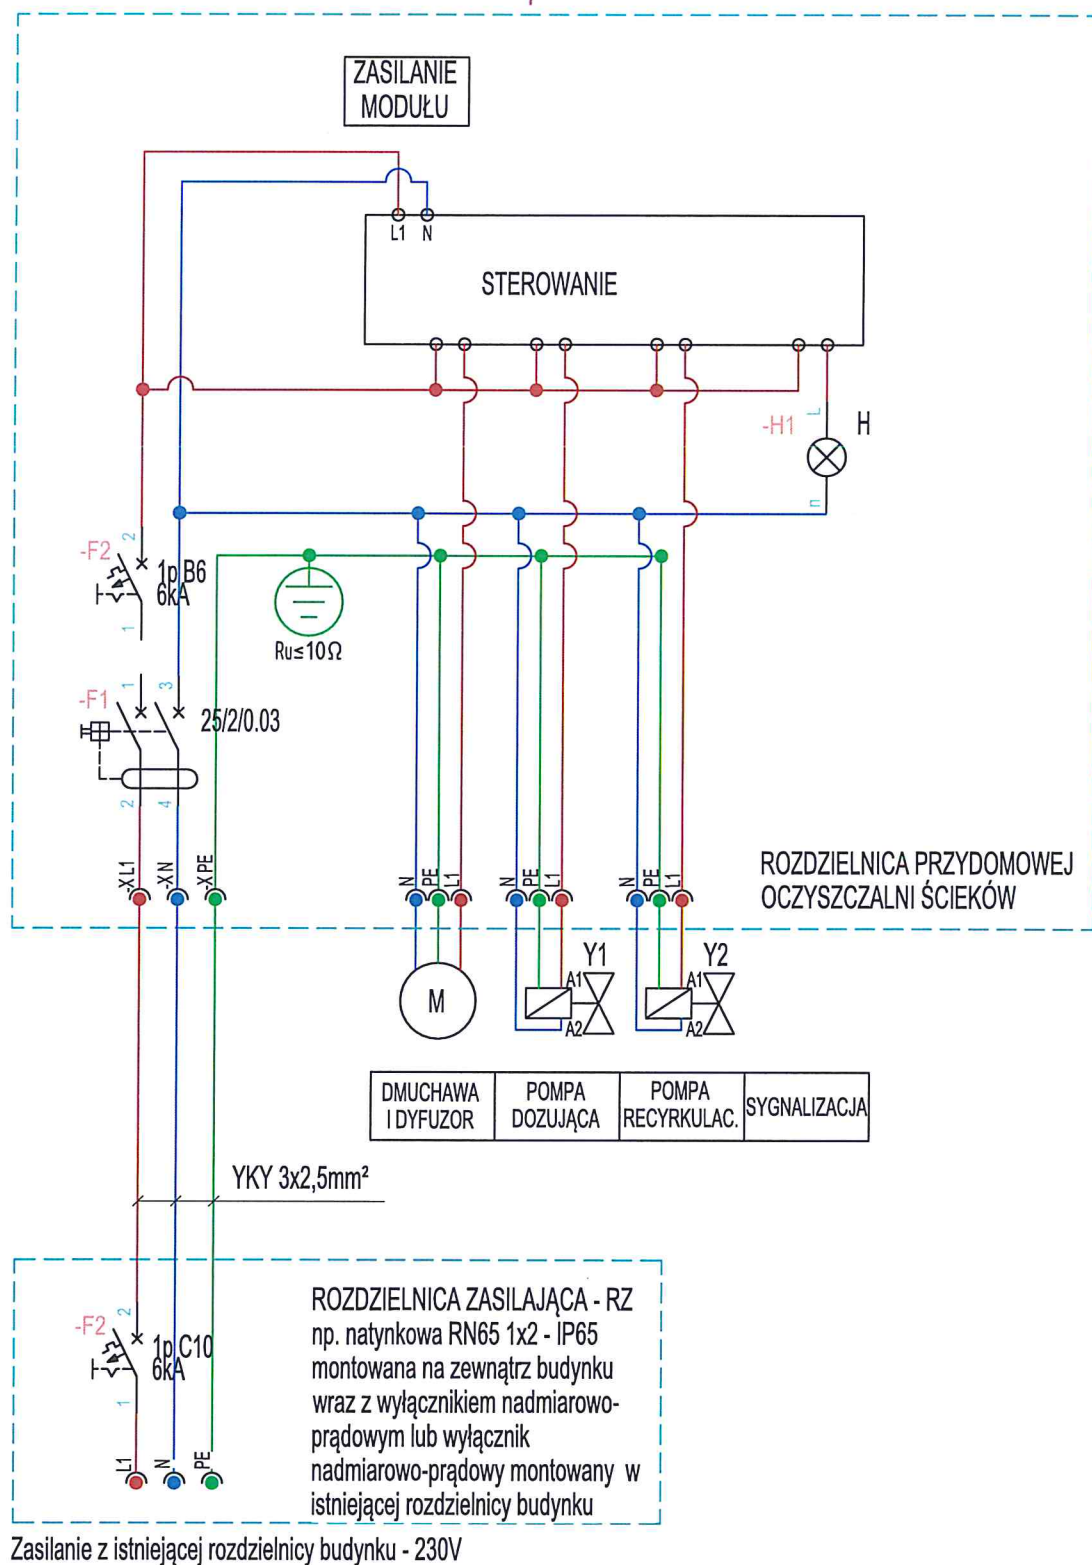 ZASILANIE
MODUŁU
L1 N
STEROWANIE
-H1 L H
n
-F2 2
1p B6
6kA
1
Ru≤10Ω
-F1 1 3
25/2/0.03
2 4
-XL1 -XN -XPE
N PE L1 N PE L1 N PE L1
ROZDZIELNICA PRZYDOMOWEJ
OCZYSZCZALNI ŚCIEKÓW
M
A1 Y1
A2
A1 Y2
A2
DMUCHAWA
I DYFUZOR
POMPA
DOZUJĄCA
POMPA
RECYRKULAC.
SYGNALIZACJA
YKY 3x2,5mm²
-F2 2
1p C10
6kA
1
L1 N PE
ROZDZIELNICA ZASILAJĄCA - RZ
np. natynkowa RN65 1x2 - IP65
montowana na zewnątrz budynku
wraz z wyłącznikiem nadmiarowo-
prądowym lub wyłącznik
nadmiarowo-prądowy montowany w
istniejącej rozdzielnicy budynku
Zasilanie z istniejącej rozdzielnicy budynku - 230V